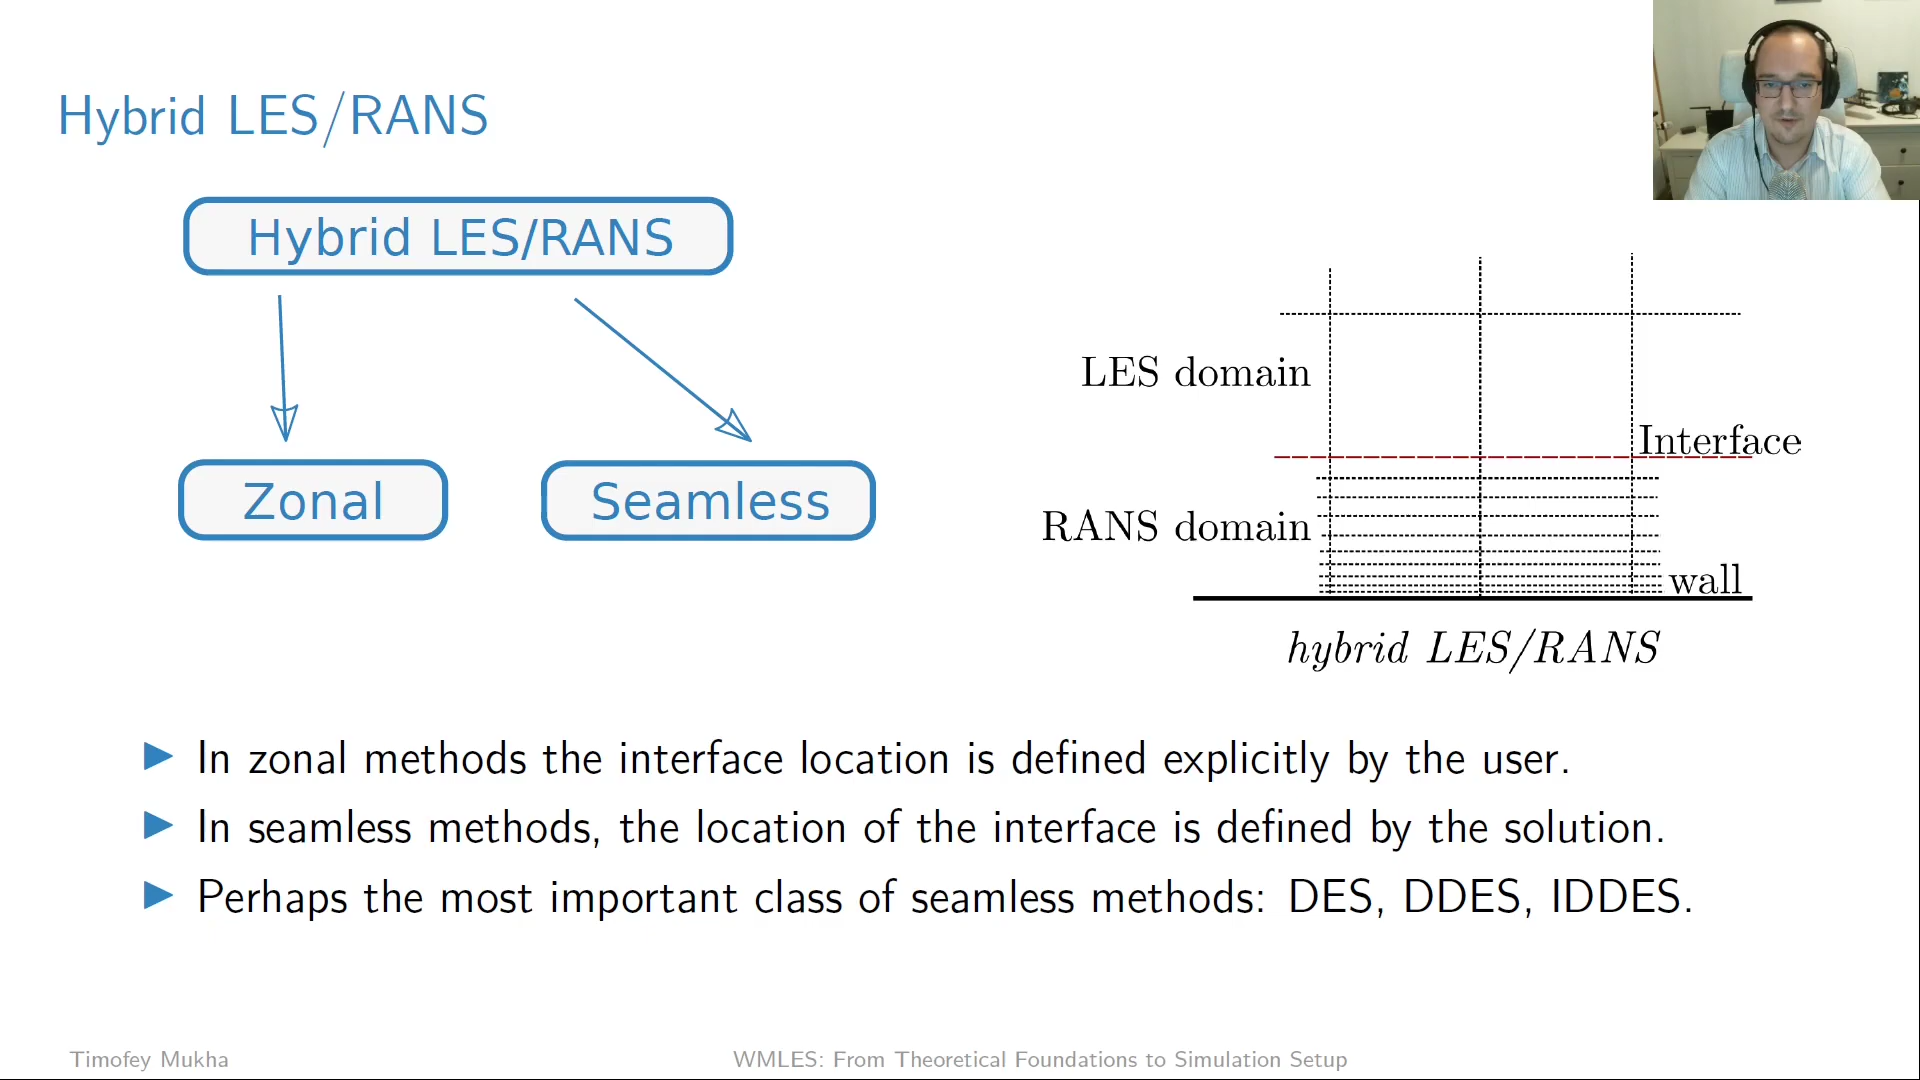 Hybrid LES/RANS
Hybrid LES/RANS
Zonal
Seamless
LES domain
Interface
RANS domain
wall
hybrid LES/RANS
In zonal methods the interface location is defined explicitly by the user.
In seamless methods, the location of the interface is defined by the solution.
Perhaps the most important class of seamless methods: DES, DDES, IDDES.
Timofey Mukha
WMLES: From Theoretical Foundations to Simulation Setup